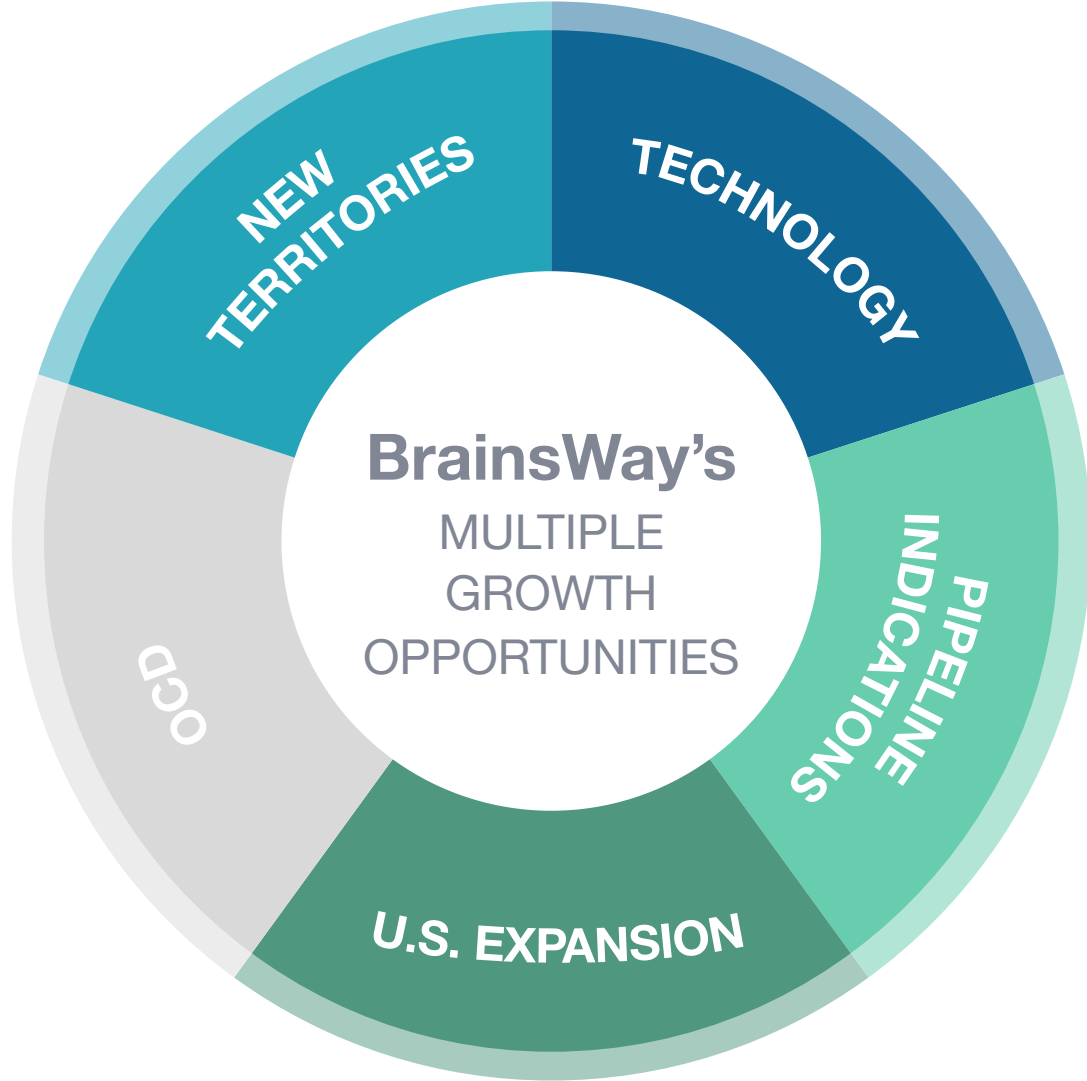 BrainsWay's
MULTIPLE
GROWTH
OPPORTUNITIES
TECHNOLOGY
PIPELINE
INDICATIONS
U.S. EXPANSION
OCD
NEW
TERRITORIES